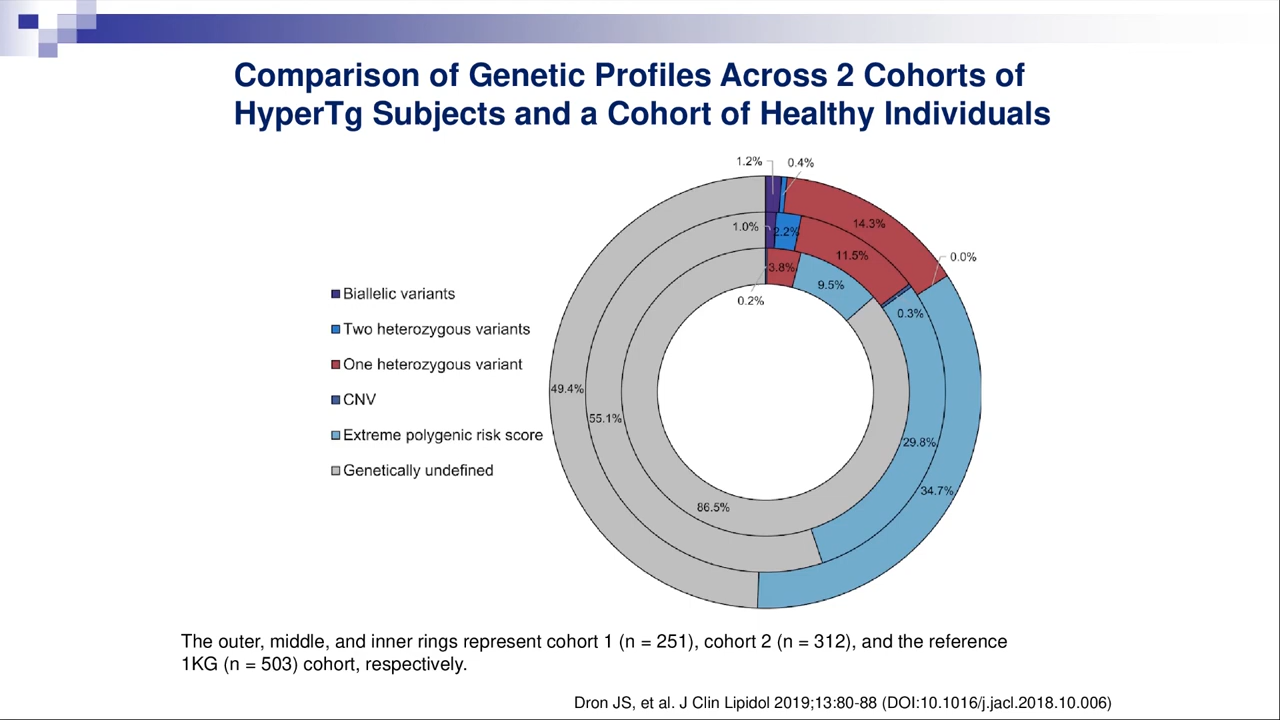 Comparison of Genetic Profiles Across 2 Cohorts of
HyperTg Subjects and a Cohort of Healthy Individuals
1.2%
0.4%
14.3%
1.0%
2.2%
11.5%
0.0%
3.8%
9.5%
0.2%
0.3%
Biallelic variants
Two heterozygous variants
One heterozygous variant
CNV
Extreme polygenic risk score
Genetically undefined
49.4%
55.1%
29.8%
34.7%
86.5%
The outer, middle, and inner rings represent cohort 1 (n = 251), cohort 2 (n = 312), and the reference
1KG (n = 503) cohort, respectively.
Dron JS, et al. J Clin Lipidol 2019;13:80-88 (DOI:10.1016/j.jacl.2018.10.006)